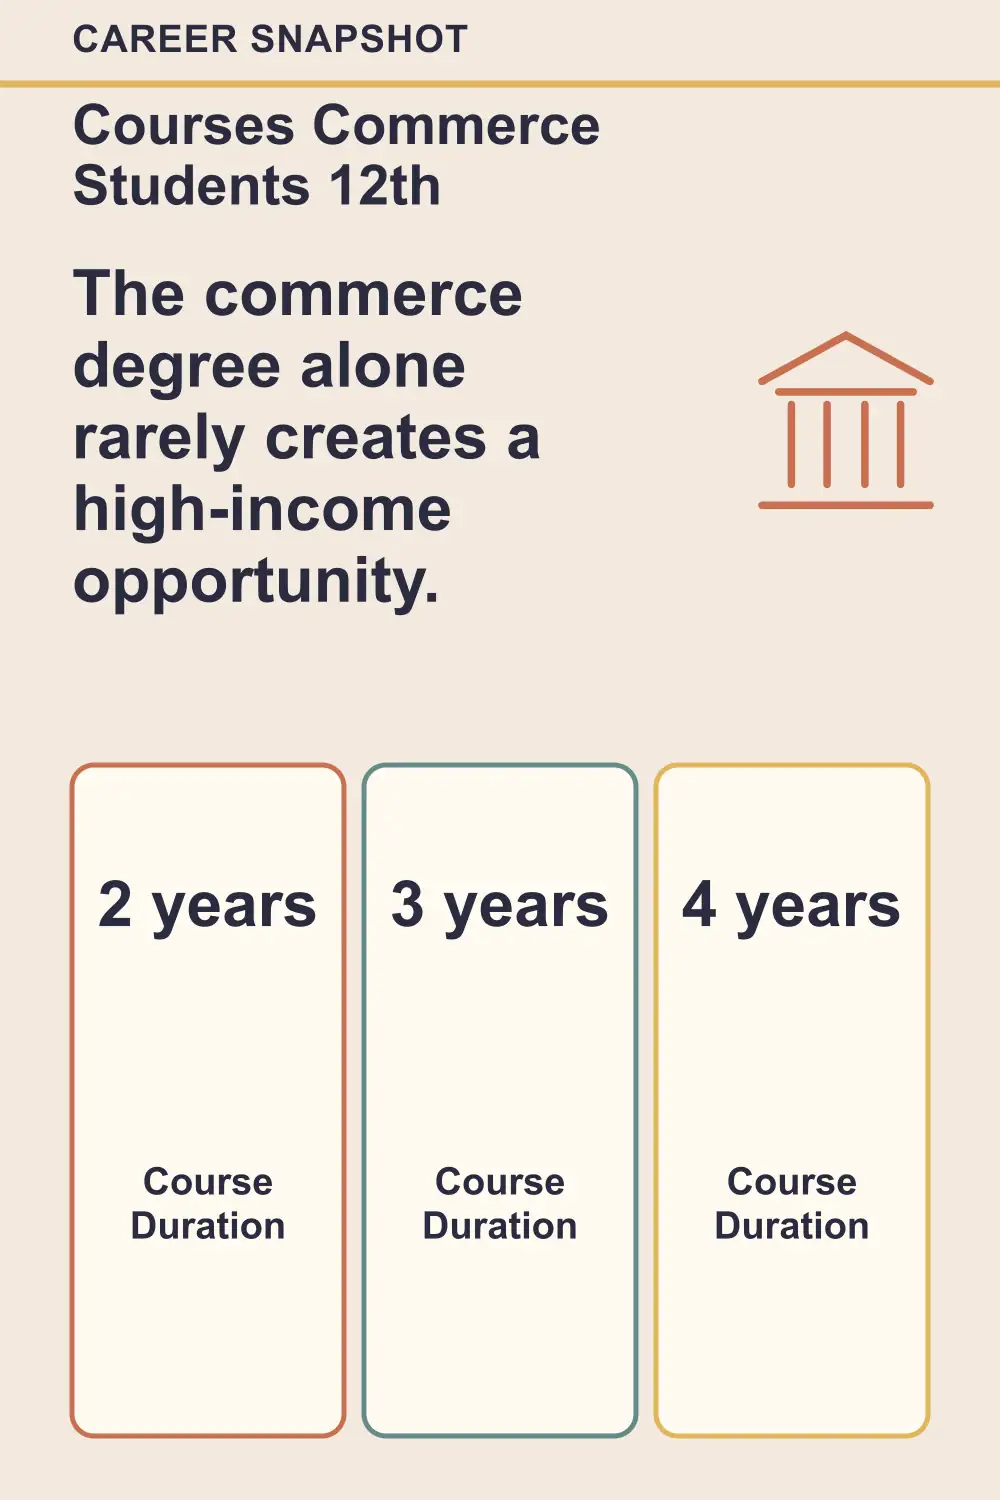 CAREER SNAPSHOT
Courses Commerce
Students 12th
The commerce
degree alone
rarely creates a
high-income
opportunity.
2 years
Course
Duration
3 years
Course
Duration
4 years
Course
Duration